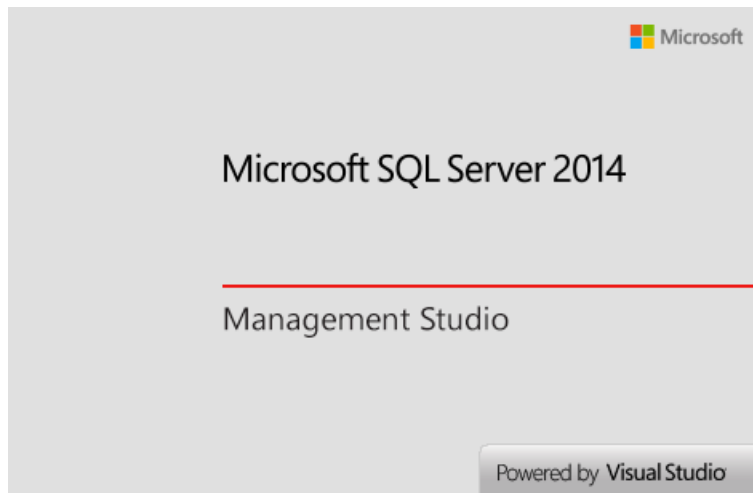 Microsoft
Microsoft SQL Server 2014
Management Studio
Powered by Visual Studio